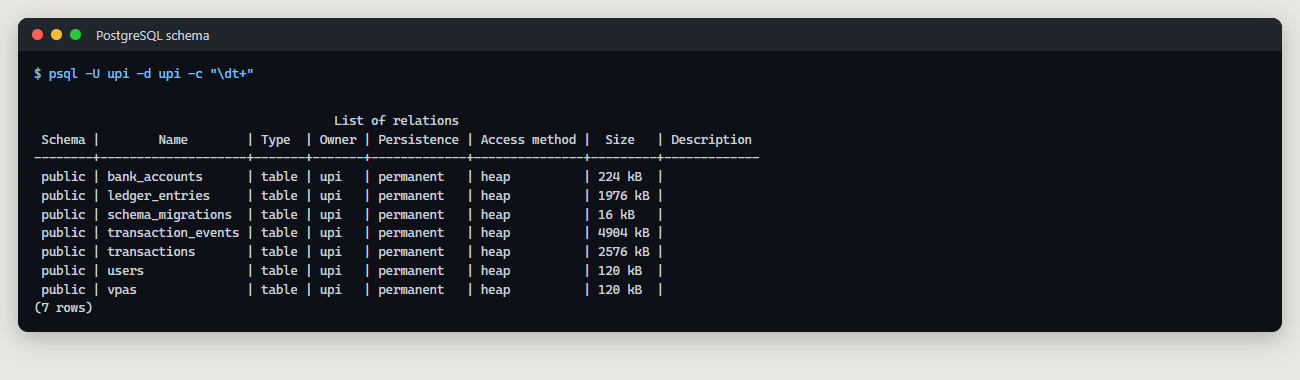 PostgreSQL schema
$ psql -U upi -d upi -c "\dt+"
List of relations
 Schema |        Name        | Type  | Owner | Persistence | Access method |  Size   | Description
--------+--------------------+-------+-------+-------------+---------------+---------+-------------
 public | bank_accounts      | table | upi   | permanent   | heap          | 224 kB  |
 public | ledger_entries     | table | upi   | permanent   | heap          | 1976 kB |
 public | schema_migrations  | table | upi   | permanent   | heap          | 16 kB   |
 public | transaction_events | table | upi   | permanent   | heap          | 4904 kB |
 public | transactions       | table | upi   | permanent   | heap          | 2576 kB |
 public | users              | table | upi   | permanent   | heap          | 120 kB  |
 public | vpas               | table | upi   | permanent   | heap          | 120 kB  |
(7 rows)